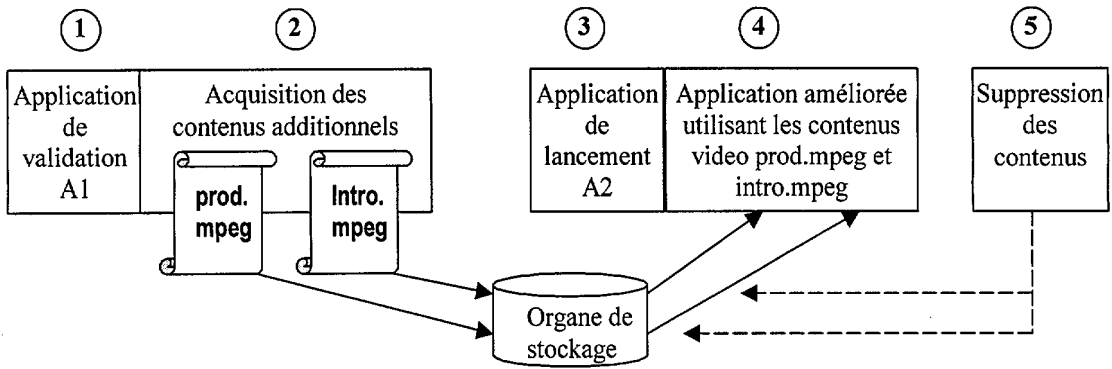 1
2
3
4
5
Application
de
validation
A1
Acquisition des
contenus additionnels
prod.
mpeg
Intro.
mpeg
Application
de
lancement
A2
Application améliorée
utilisant les contenus
video prod.mpeg et
intro.mpeg
Suppression
des
contenus
Organe de
stockage